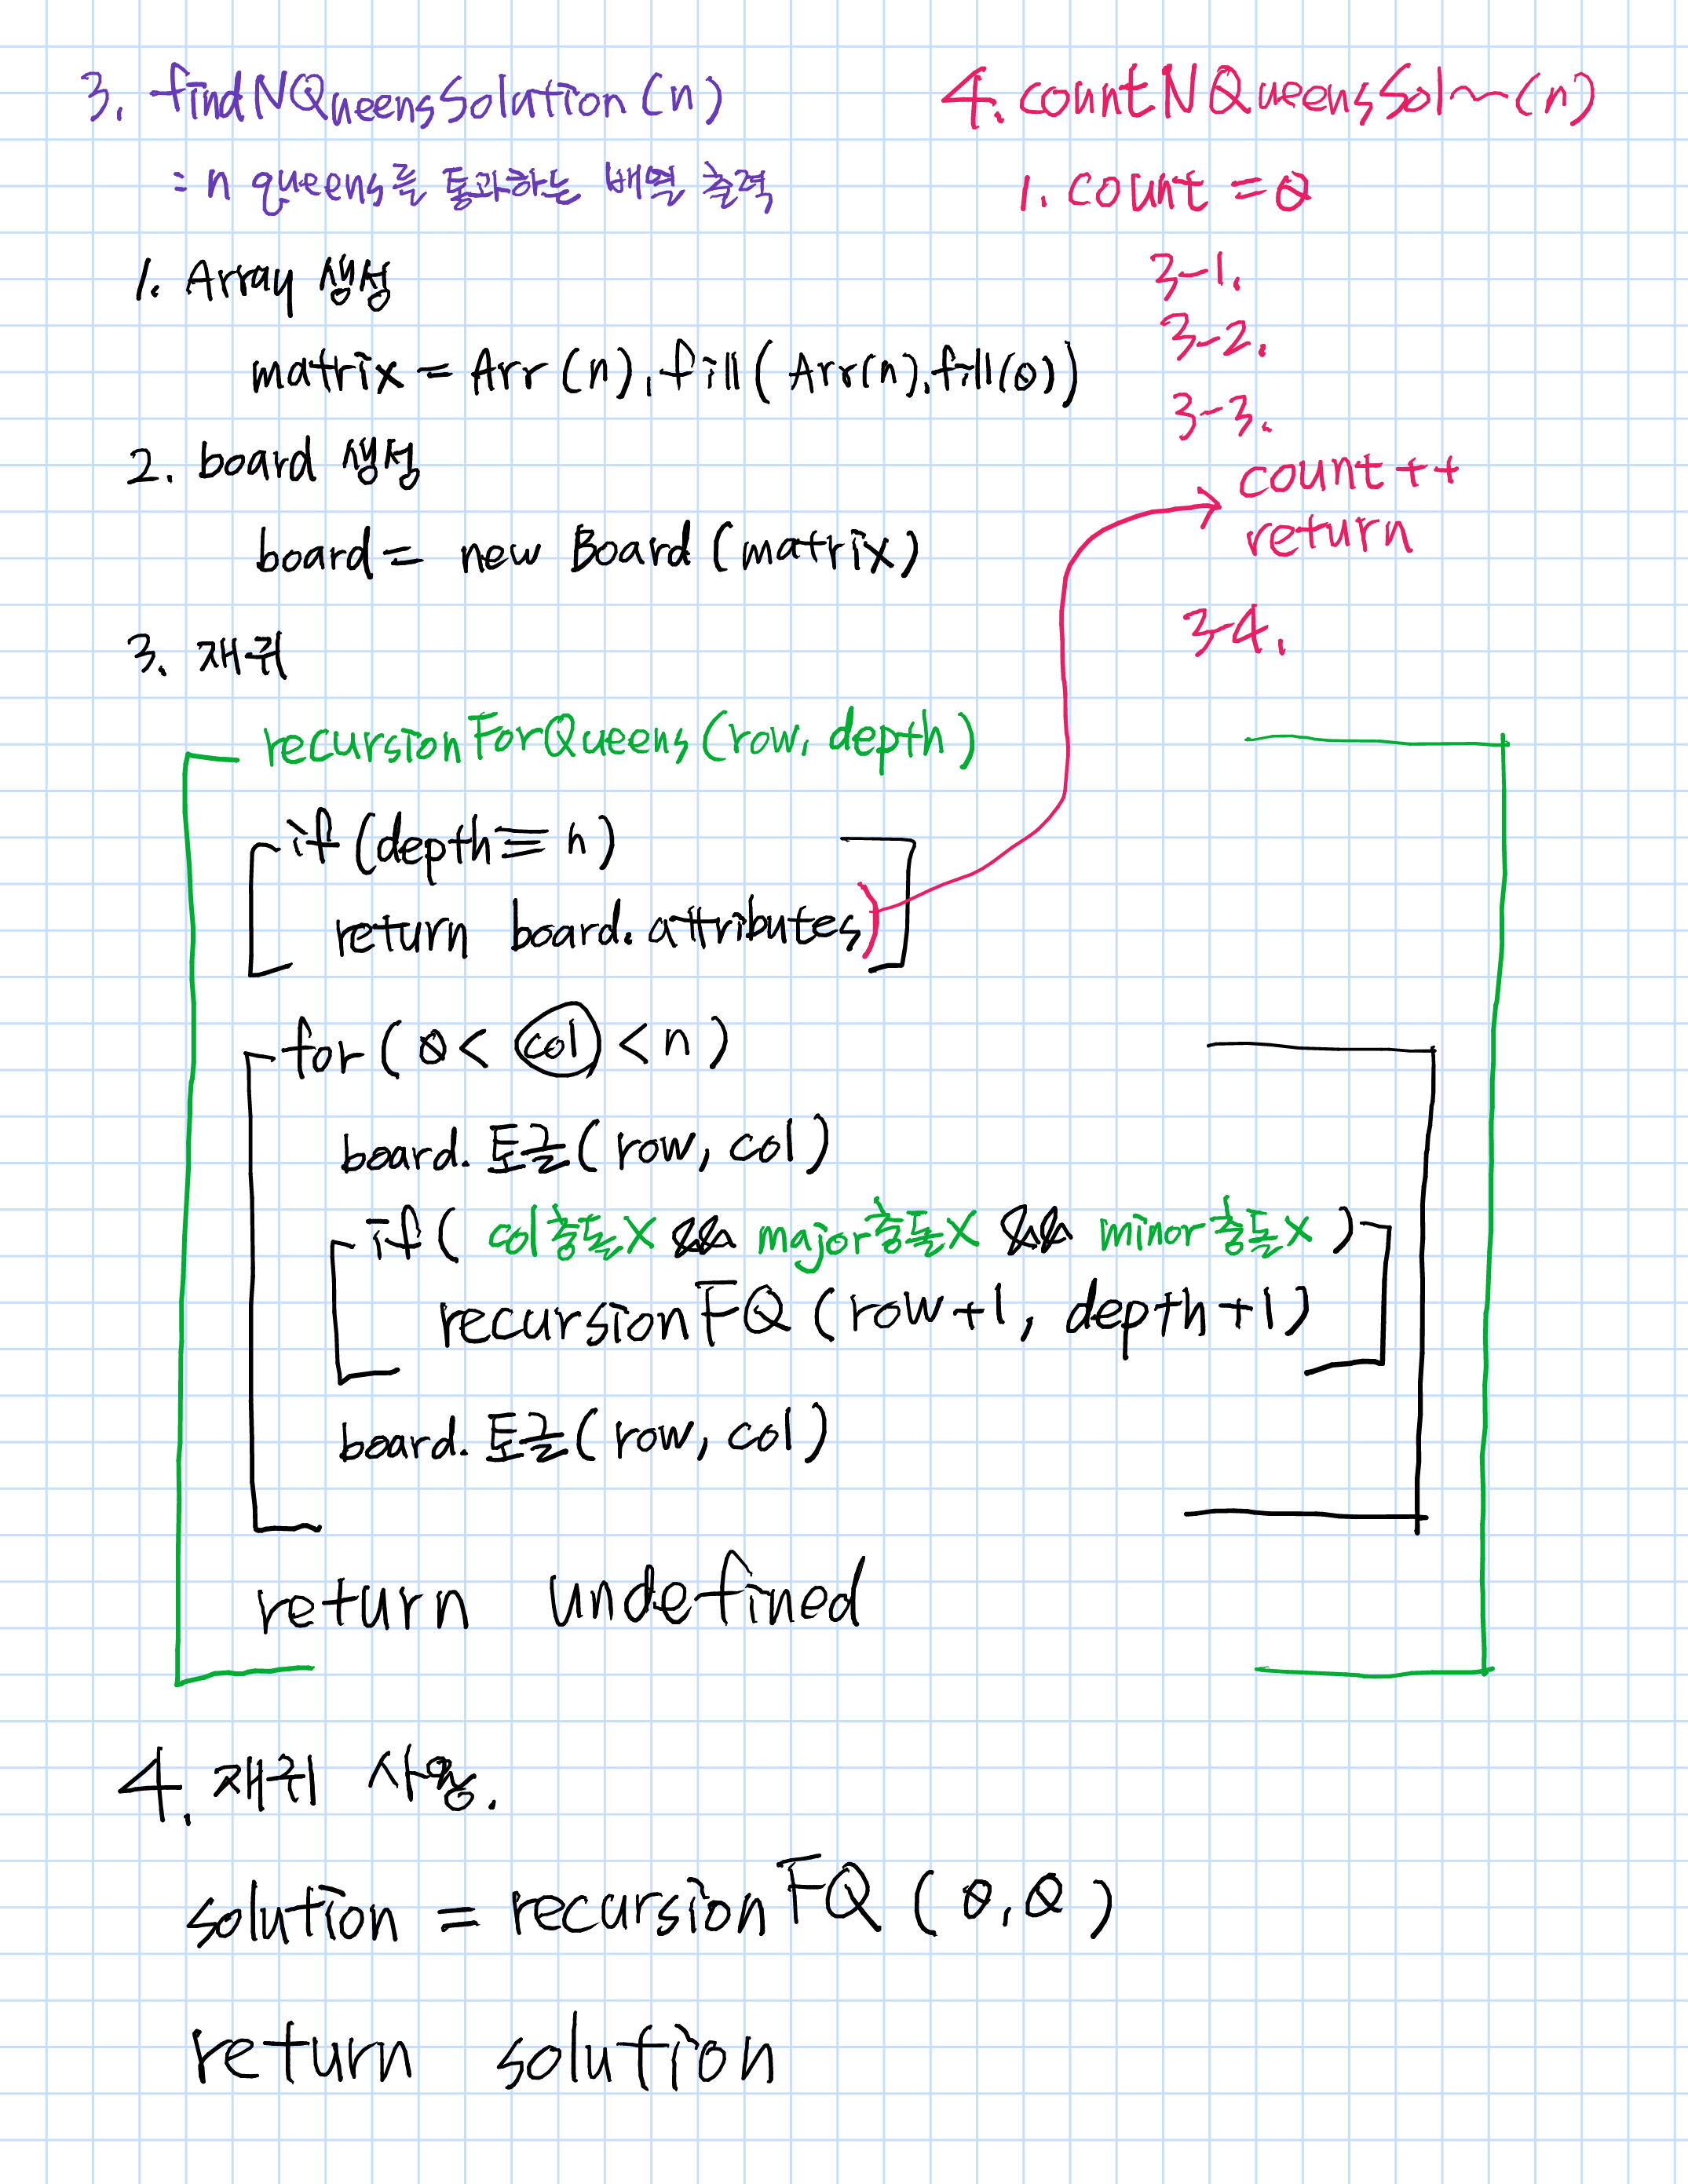 3. findNQueensSolution(n)
= n queens를 통과하는 배열 출력
1. Array 생성
matrix = Arr(n).fill(Arr(n).fill(0))
2. board 생성
board = new Board(matrix)
3. 재귀
recursionForQueens(row, depth)
if(depth === n)
return board.attributes
for(0 < col < n)
board.토글(row, col)
if( col충돌X && major충돌X && minor충돌X )
recursionFQ(row+1, depth+1)
board.토글(row, col)
return undefined
4. 재귀 사용.
solution = recursionFQ(0,0)
return solution
4. countNQueensSol~(n)
1. count = 0
3-1.
3-2.
3-3.
count++
return
3-4.